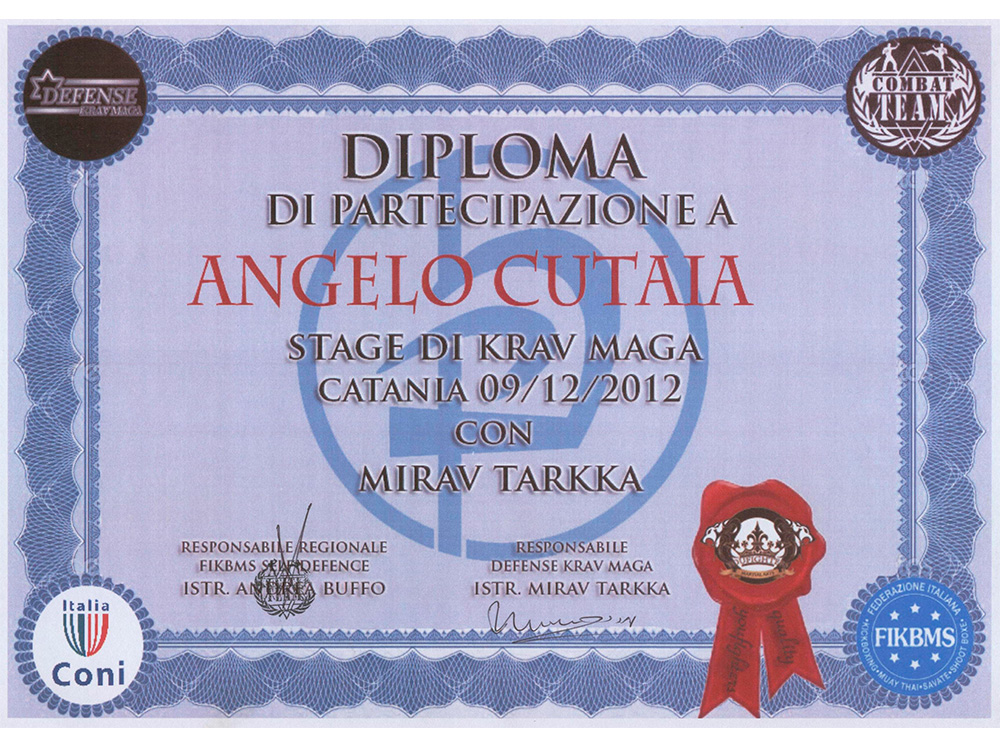 DEFENSE
KRAV MAGA
COMBAT
TEAM
DIPLOMA
DI PARTECIPAZIONE A
ANGELO CUTAIA
STAGE DI KRAV MAGA
CATANIA 09/12/2012
CON
MIRAV TARKKA
RESPONSABILE REGIONALE
FIKBMS SELF DEFENCE
ISTR. ANDREA BUFFO
RESPONSABILE
DEFENSE KRAV MAGA
ISTR. MIRAV TARKKA
Italia
Coni
quality
FEDERAZIONE ITALIANA
FIKBMS
KICKBOXING•MUAY THAI•SAVATE•SHOOT BOXE